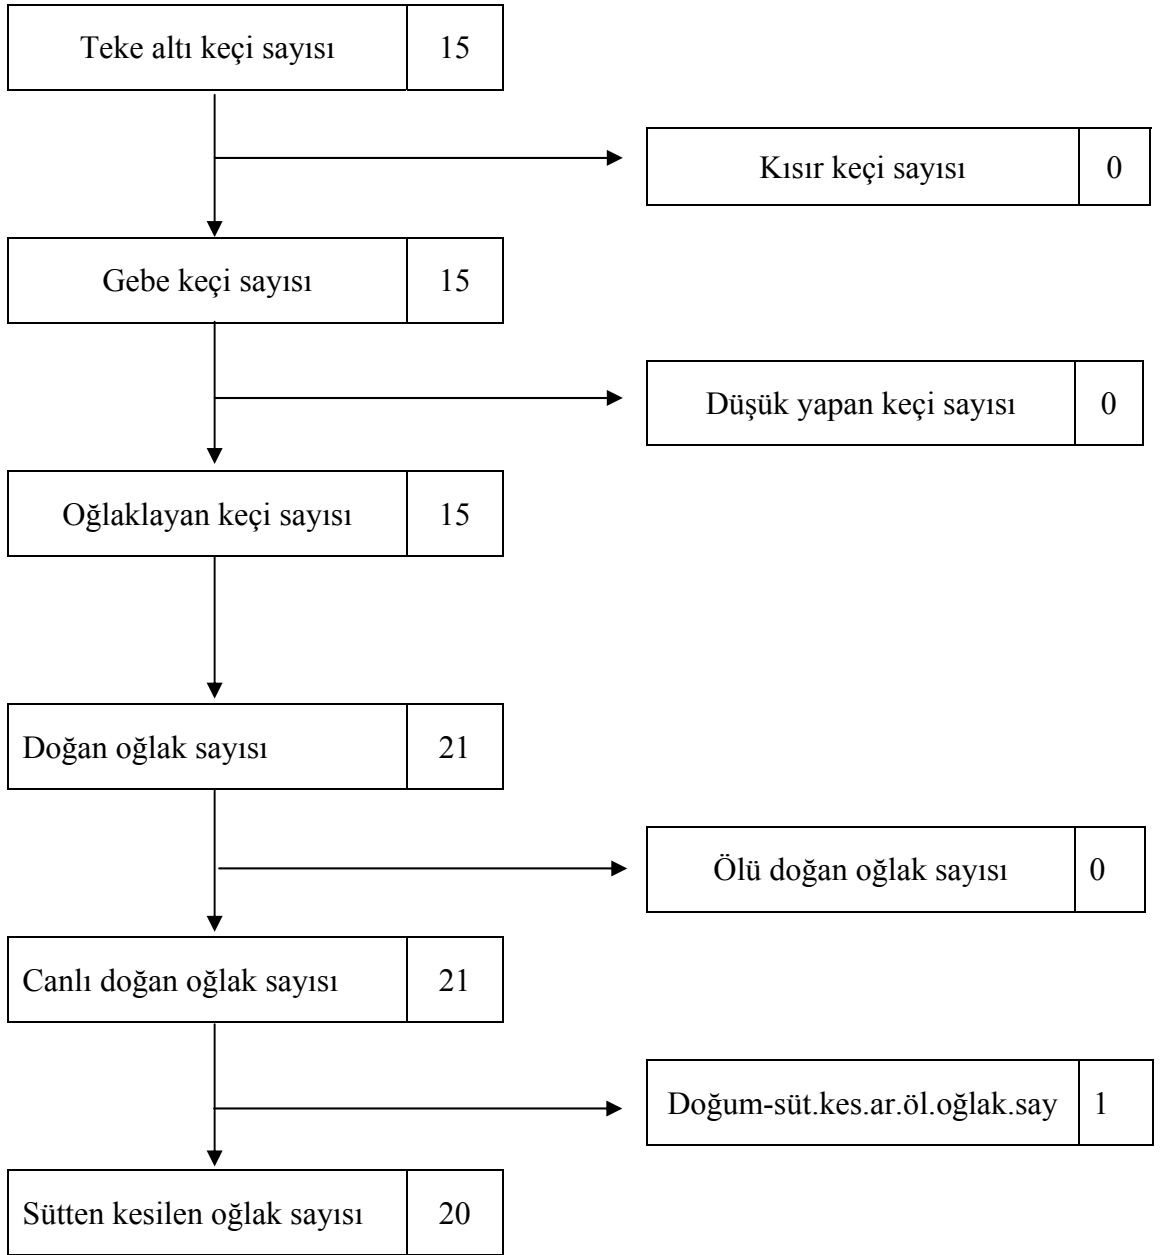 Teke altı keçi sayısı 15
Kısır keçi sayısı 0
Gebe keçi sayısı 15
Düşük yapan keçi sayısı 0
Oğlaklayan keçi sayısı 15
Doğan oğlak sayısı 21
Ölü doğan oğlak sayısı 0
Canlı doğan oğlak sayısı 21
Doğum-süt.kes.ar.öl.oğlak.say 1
Sütten kesilen oğlak sayısı 20